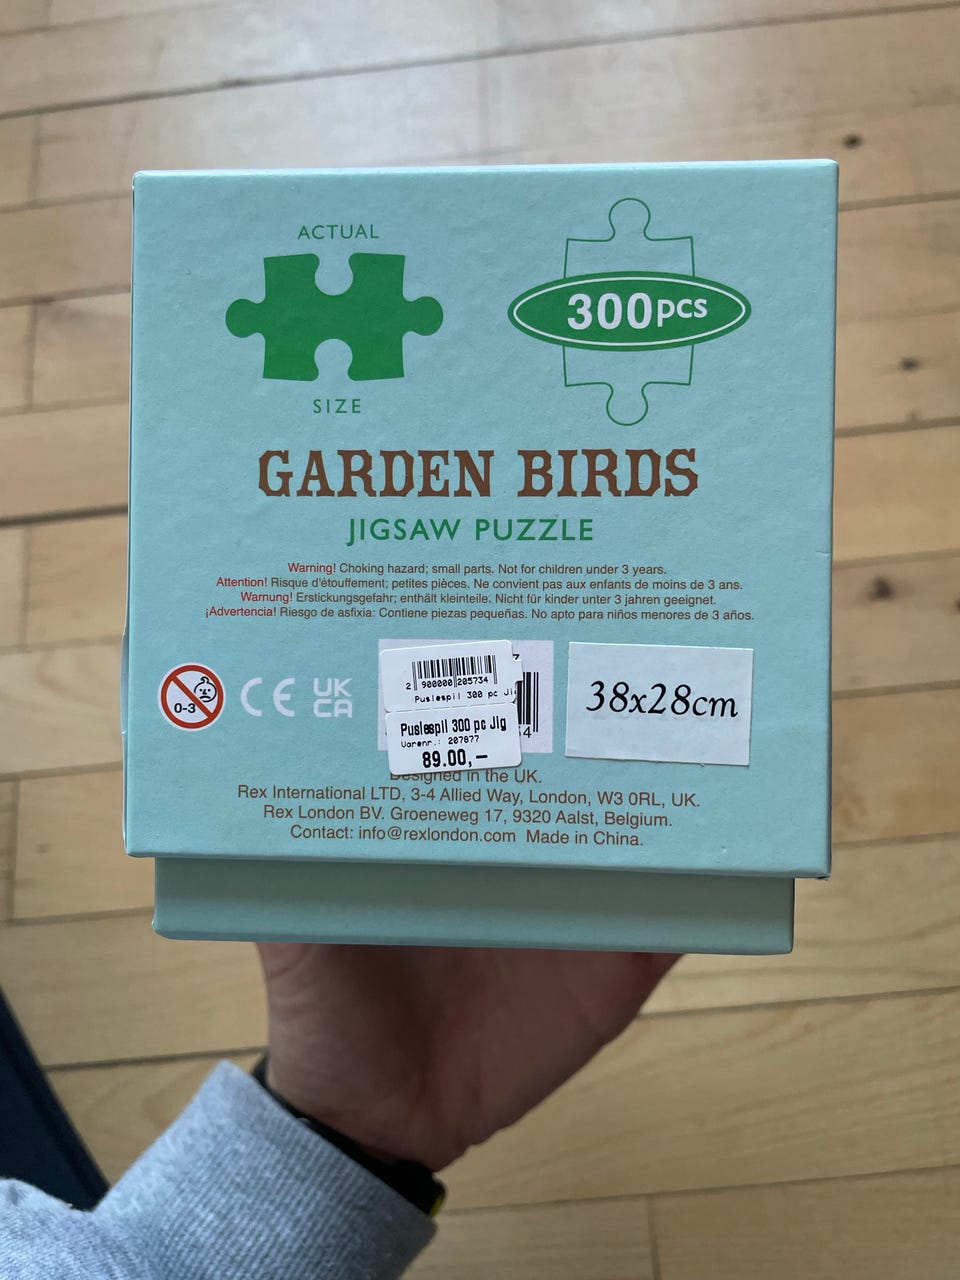 ACTUAL
SIZE
300PCS
GARDEN BIRDS
JIGSAW PUZZLE
Warning! Choking hazard; small parts. Not for children under 3 years.
Attention! Risque d'étouffement; petites pièces. Ne convient pas aux enfants de moins de 3 ans.
Warnung! Erstickungsgefahr; enthält kleinteile. Nicht für kinder unter 3 jahren geeignet.
¡Advertencia! Riesgo de asfixia: Contiene piezas pequeñas. No apto para niños menores de 3 años.
0-3
CE
UK
CA
2 900000 205734
Puslespil 300 pc Ji
Puslespil 300 pc Jig
Varenr.: 207877
89.00,-
4
38x28cm
Designed in the UK.
Rex International LTD, 3-4 Allied Way, London, W3 0RL, UK.
Rex London BV. Groeneweg 17, 9320 Aalst, Belgium.
Contact: info@rexlondon.com Made in China.